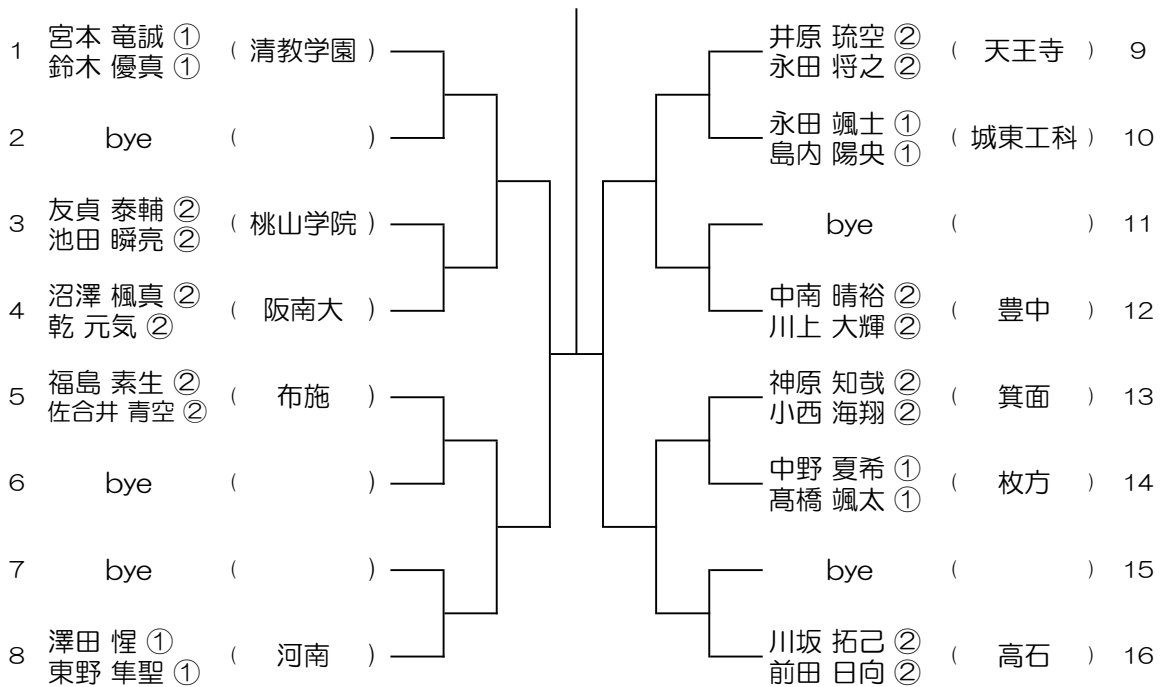 1 宮本 竜誠 ① ( 清教学園 )
鈴木 優真 ①
2 bye ( )
3 友貞 泰輔 ② ( 桃山学院 )
池田 瞬亮 ②
4 沼澤 楓真 ② ( 阪南大 )
乾 元気 ②
5 福島 素生 ② ( 布施 )
佐合井 青空 ②
6 bye ( )
7 bye ( )
8 澤田 惺 ① ( 河南 )
東野 隼聖 ①
井原 琉空 ② ( 天王寺 ) 9
永田 将之 ②
永田 颯士 ① ( 城東工科 ) 10
島内 陽央 ①
bye ( ) 11
中南 晴裕 ② ( 豊中 ) 12
川上 大輝 ②
神原 知哉 ② ( 箕面 ) 13
小西 海翔 ②
中野 夏希 ① ( 枚方 ) 14
髙橋 颯太 ①
bye ( ) 15
川坂 拓己 ② ( 高石 ) 16
前田 日向 ②